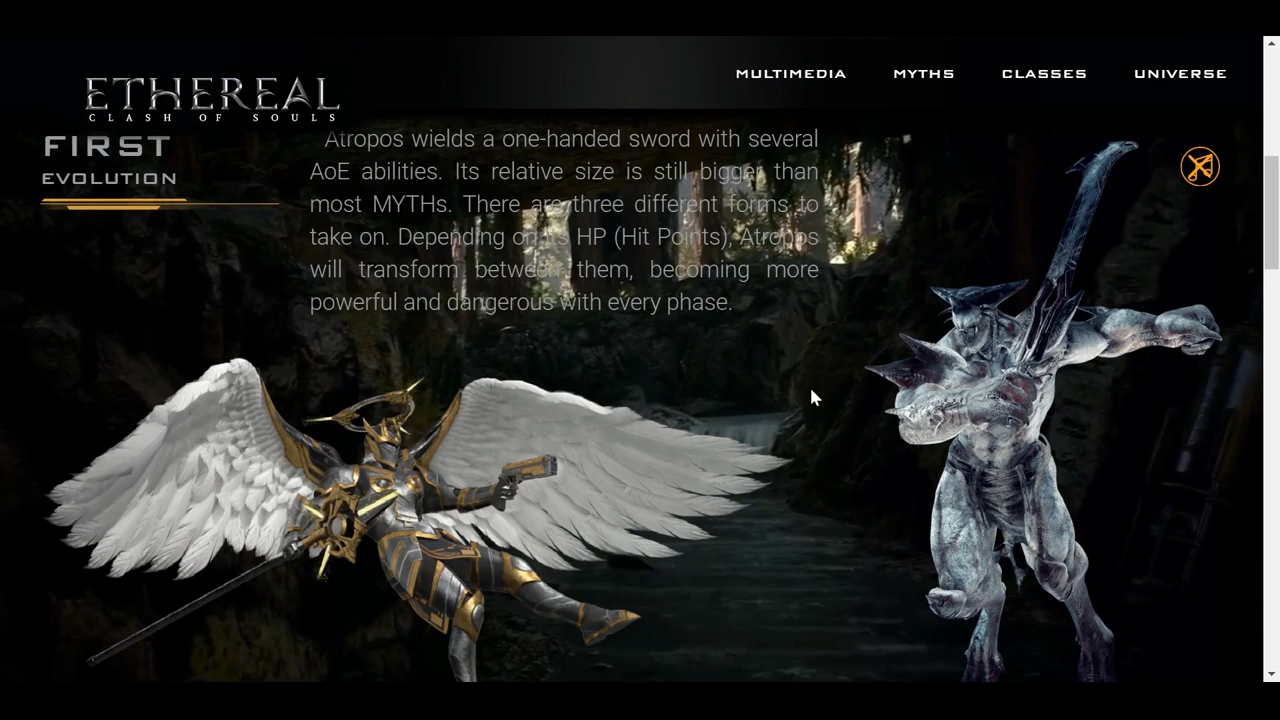 MULTIMEDIA MYTHS CLASSES UNIVERSE
ETHEREAL
CLASH OF SOULS
FIRST
EVOLUTION
Atropos wields a one-handed sword with several
AoE abilities. Its relative size is still bigger than
most MYTHs. There are three different forms to
take on. Depending on its HP (Hit Points), Atropos
will transform between them, becoming more
powerful and dangerous with every phase.